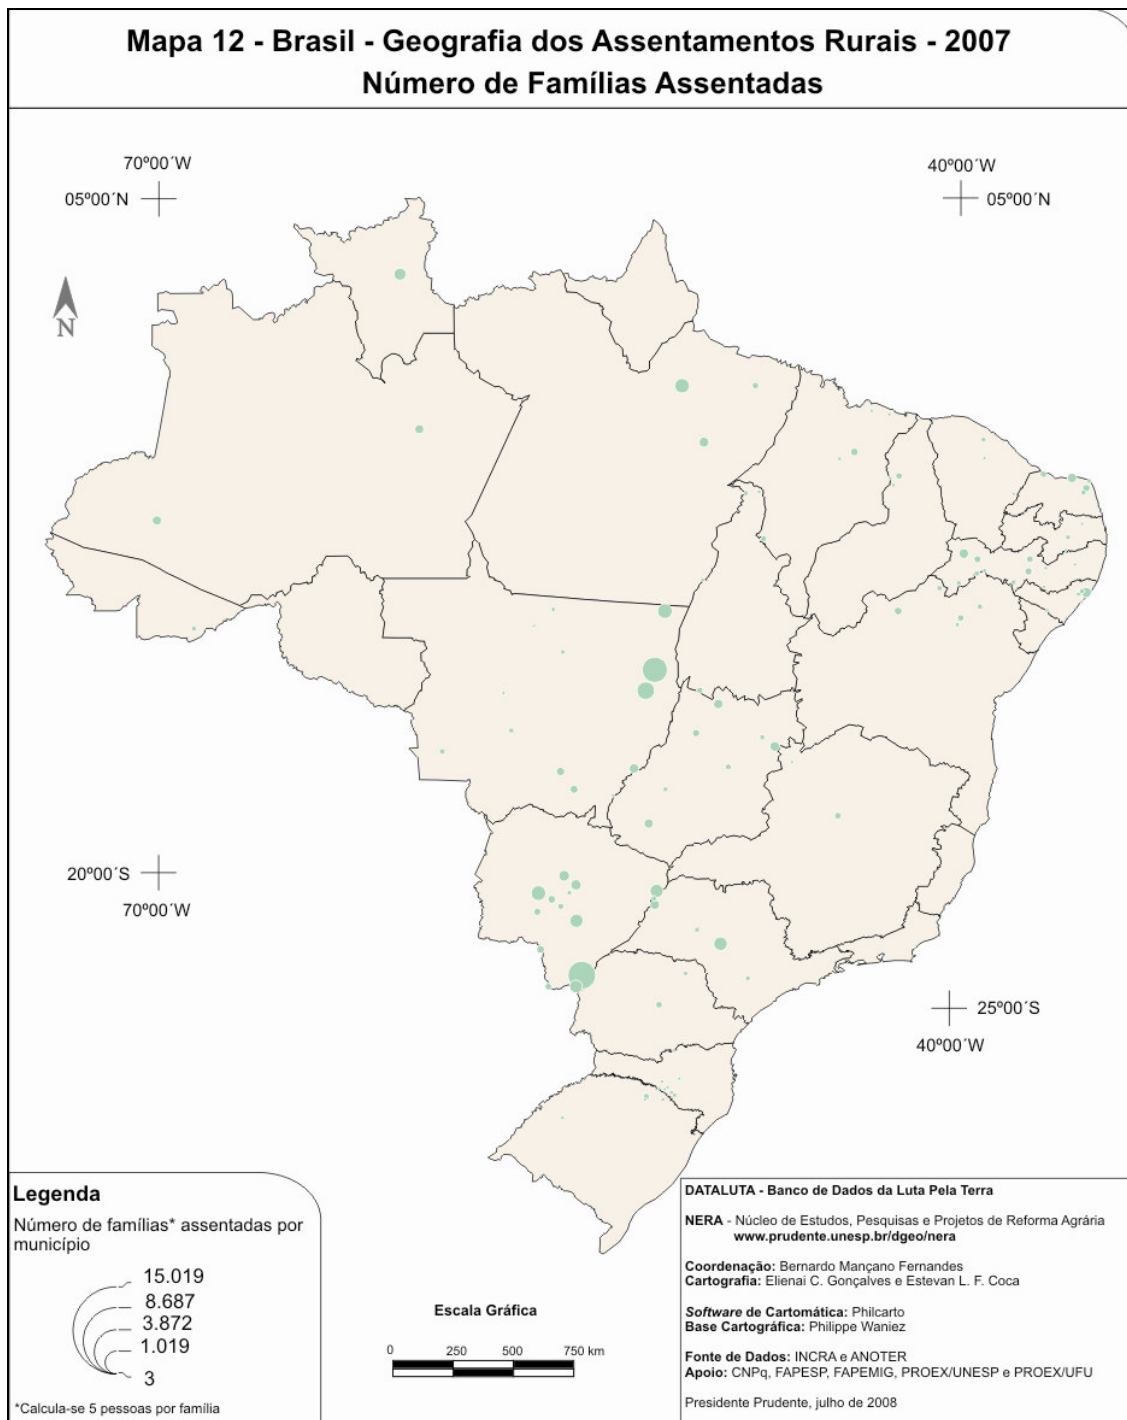 Mapa 12 - Brasil - Geografia dos Assentamentos Rurais - 2007
Número de Famílias Assentadas
70º00´W
05º00´N
40º00´W
05º00´N
N
20º00´S
70º00´W
25º00´S
40º00´W
Legenda
Número de famílias* assentadas por
município
15.019
8.687
3.872
1.019
3
*Calcula-se 5 pessoas por família
Escala Gráfica
0 250 500 750 km
DATALUTA - Banco de Dados da Luta Pela Terra
NERA - Núcleo de Estudos, Pesquisas e Projetos de Reforma Agrária
www.prudente.unesp.br/dgeo/nera
Coordenação: Bernardo Mançano Fernandes
Cartografia: Elienai C. Gonçalves e Estevan L. F. Coca
Software de Cartomática: Philcarto
Base Cartográfica: Philippe Waniez
Fonte de Dados: INCRA e ANOTER
Apoio: CNPq, FAPESP, FAPEMIG, PROEX/UNESP e PROEX/UFU
Presidente Prudente, julho de 2008